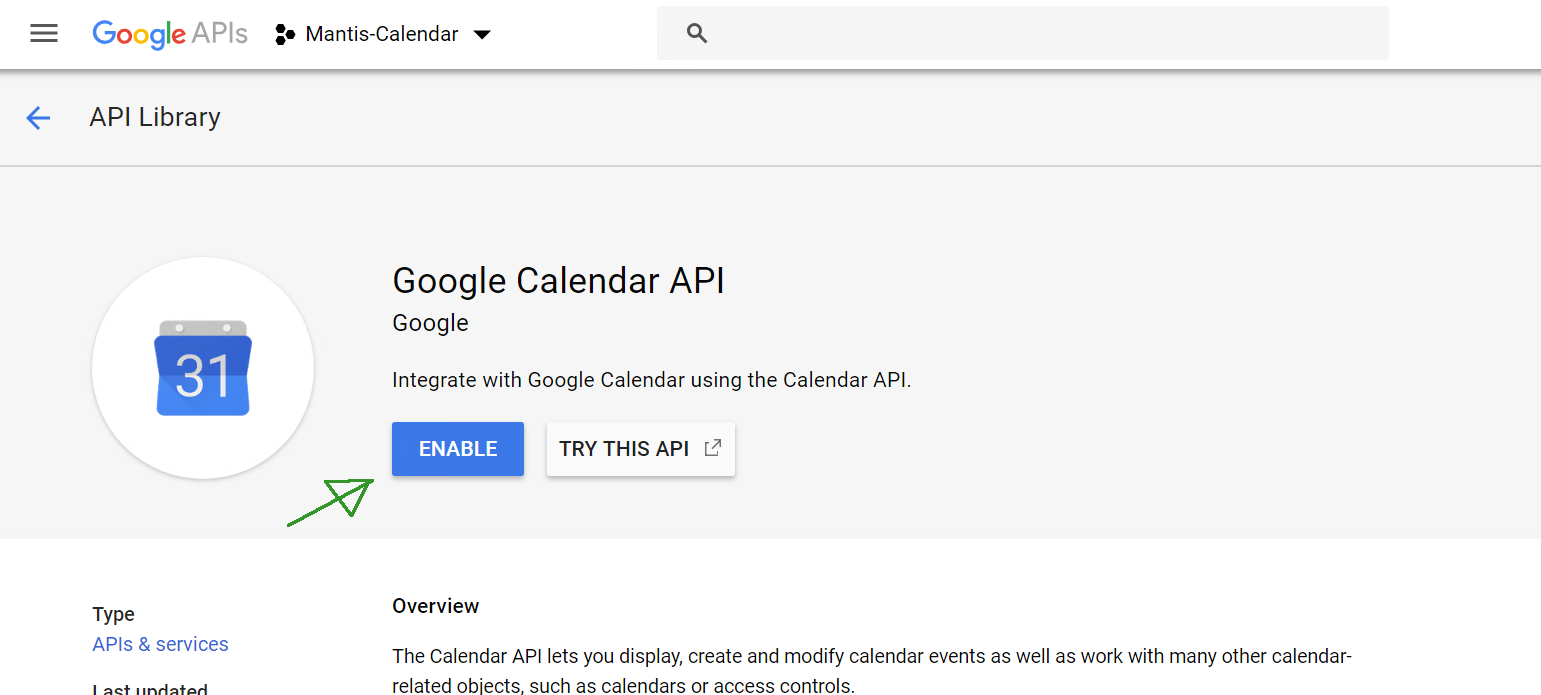 Google APIs Mantis-Calendar
API Library
31
Google Calendar API
Google
Integrate with Google Calendar using the Calendar API.
ENABLE TRY THIS API
Type
APIs & services
Last updated
Overview
The Calendar API lets you display, create and modify calendar events as well as work with many other calendar-
related objects, such as calendars or access controls.